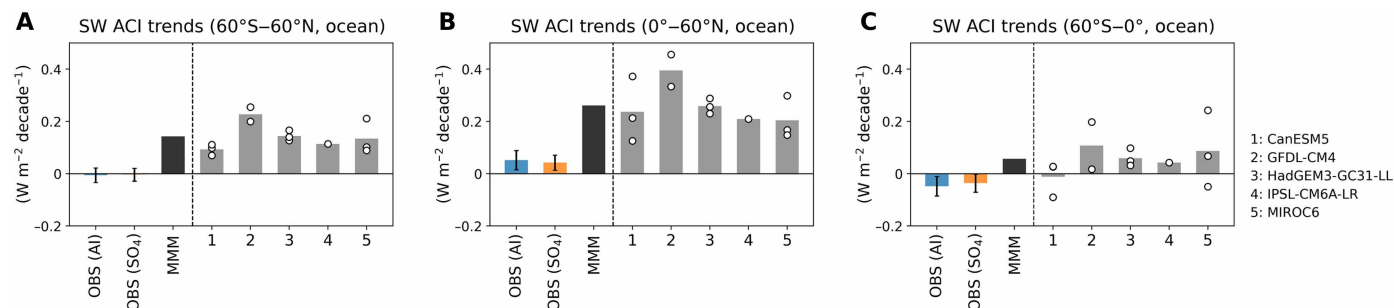 A
SW ACI trends (60°S−60°N, ocean)
(W m⁻² decade⁻¹)
0.4
0.2
0
−0.2
OBS (AI)
OBS (SO₄)
MMM
1
2
3
4
5
B
SW ACI trends (0°−60°N, ocean)
(W m⁻² decade⁻¹)
0.4
0.2
0
−0.2
OBS (AI)
OBS (SO₄)
MMM
1
2
3
4
5
C
SW ACI trends (60°S−0°, ocean)
(W m⁻² decade⁻¹)
0.4
0.2
0
−0.2
OBS (AI)
OBS (SO₄)
MMM
1
2
3
4
5
1: CanESM5
2: GFDL-CM4
3: HadGEM3-GC31-LL
4: IPSL-CM6A-LR
5: MIROC6